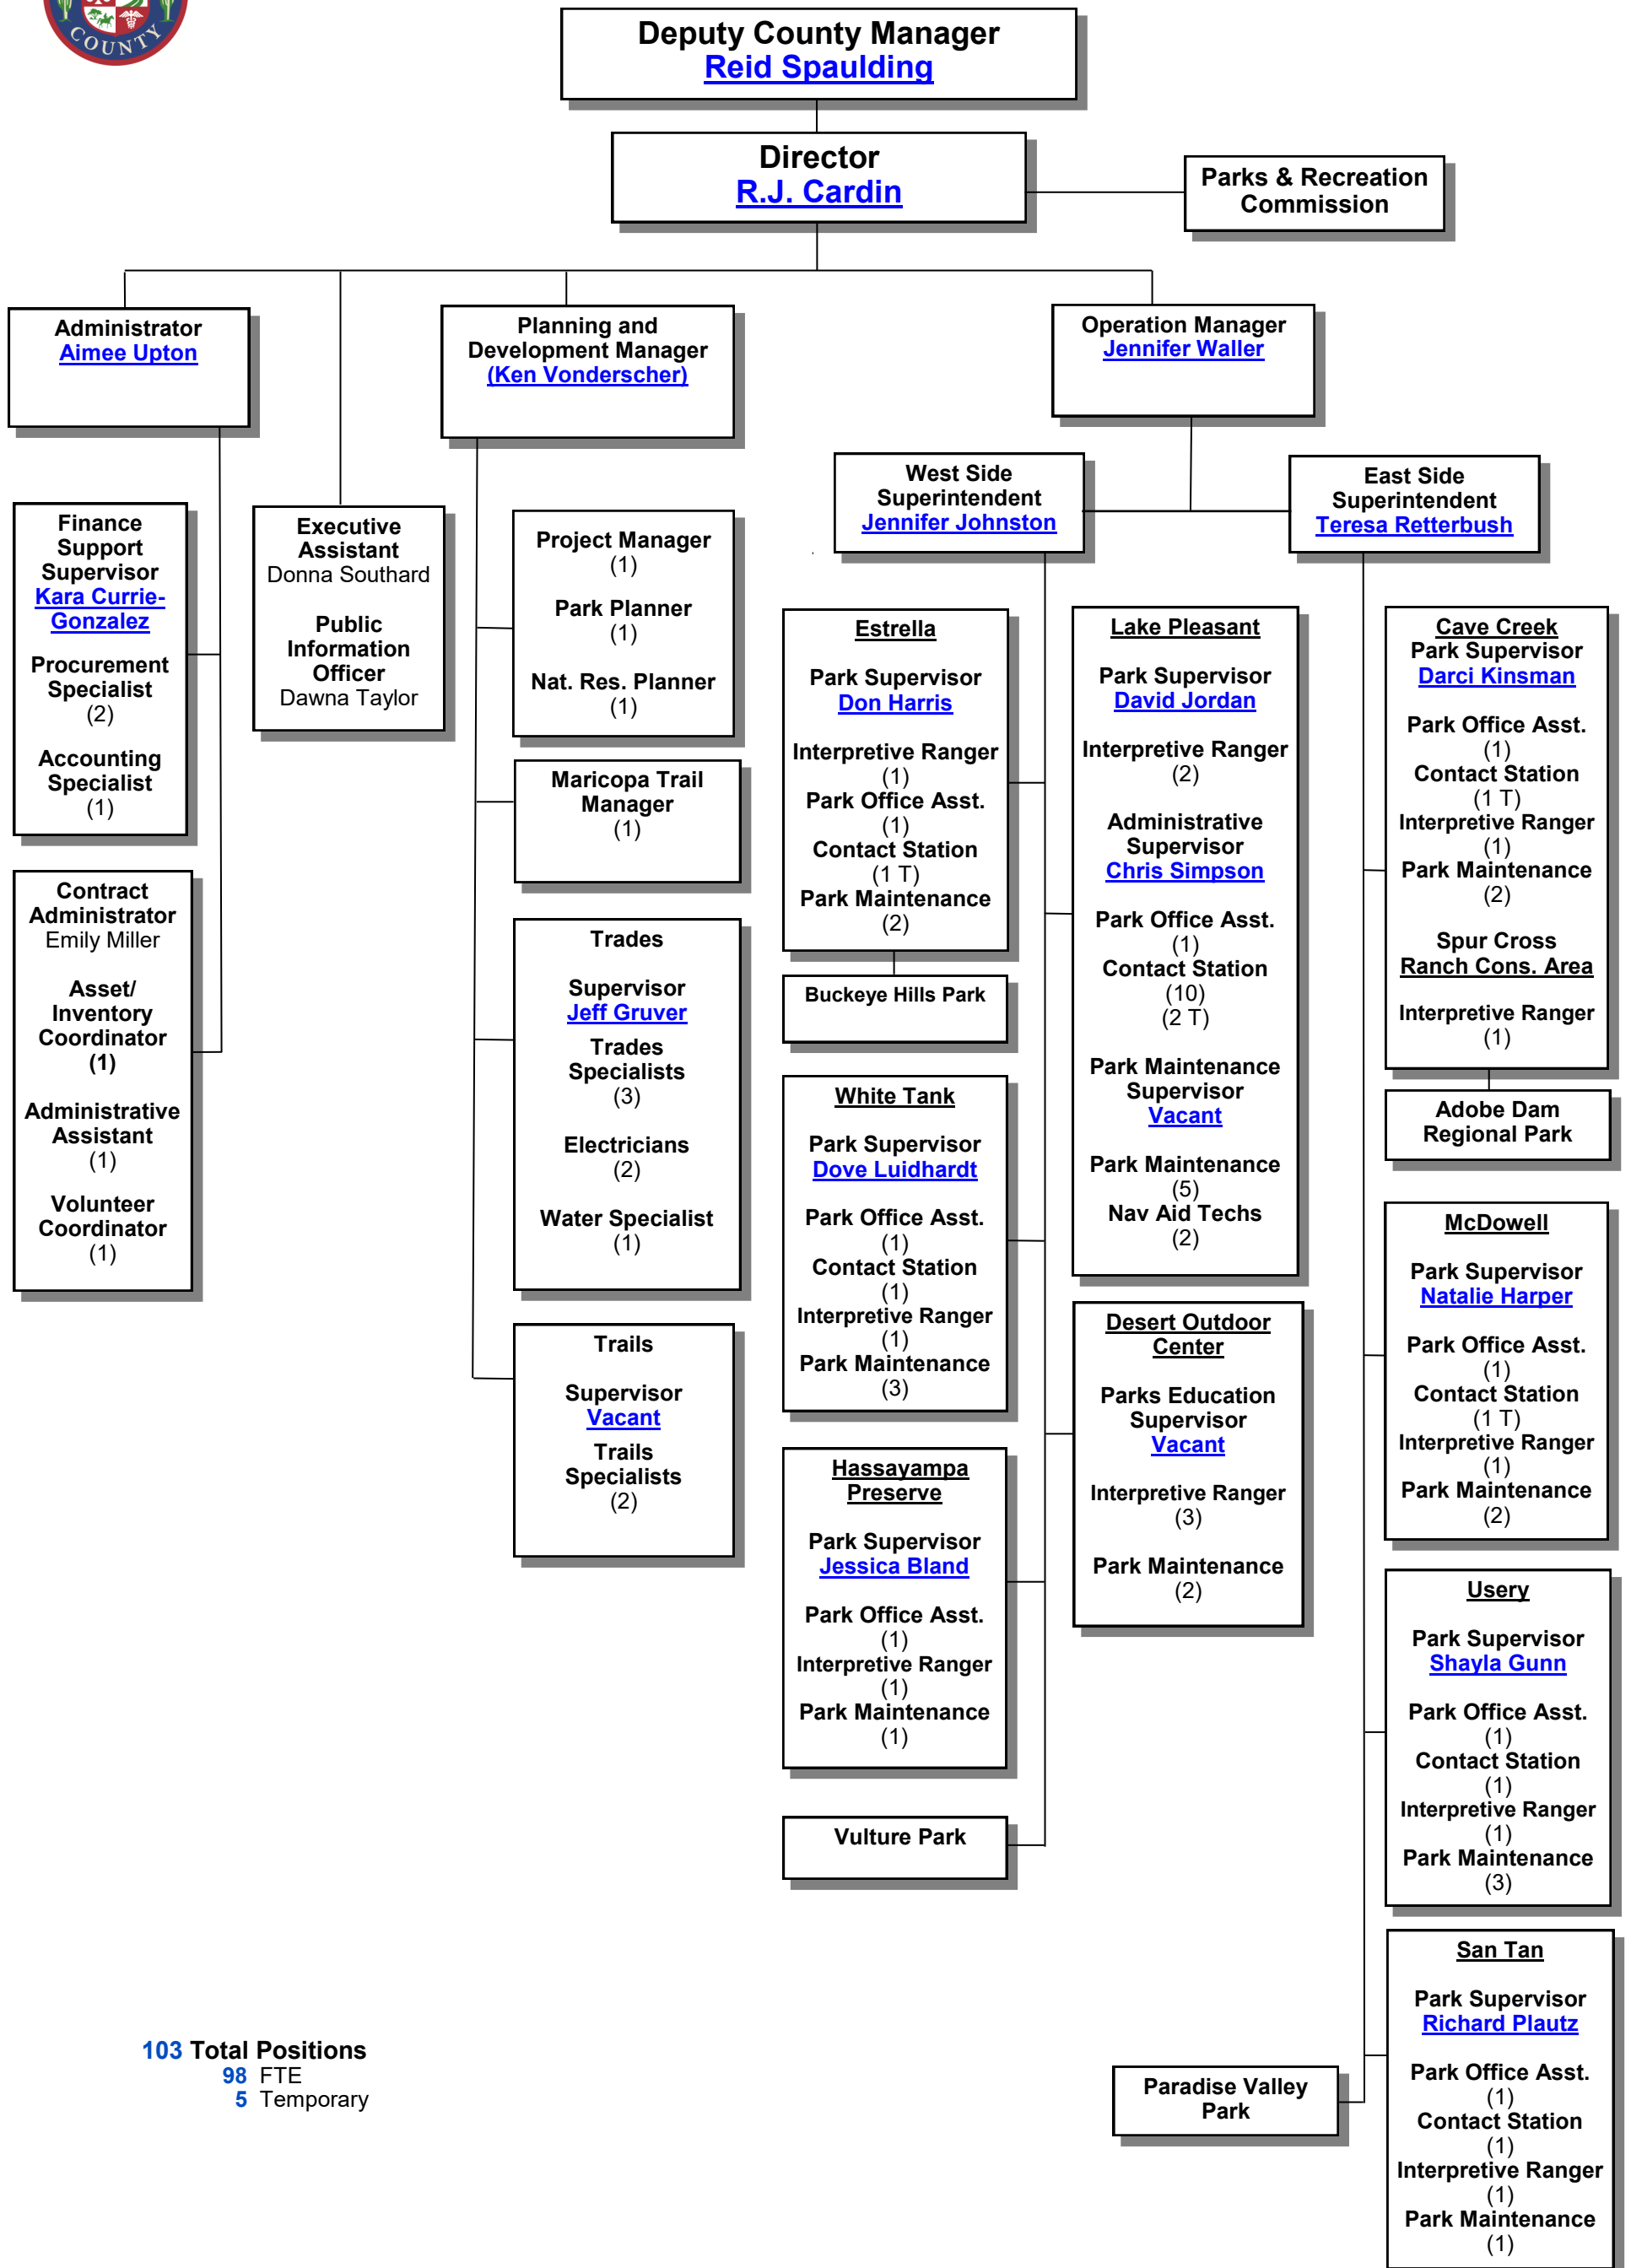 COUNTY
Deputy County Manager
Reid Spaulding
Director
R.J. Cardin
Parks & Recreation
Commission
Administrator
Aimee Upton
Planning and
Development Manager
(Ken Vonderscher)
Operation Manager
Jennifer Waller
Finance
Support
Supervisor
Kara Currie-
Gonzalez
Procurement
Specialist
(2)
Accounting
Specialist
(1)
Contract
Administrator
Emily Miller
Asset/
Inventory
Coordinator
(1)
Administrative
Assistant
(1)
Volunteer
Coordinator
(1)
Executive
Assistant
Donna Southard
Public
Information
Officer
Dawna Taylor
Project Manager
(1)
Park Planner
(1)
Nat. Res. Planner
(1)
Maricopa Trail
Manager
(1)
Trades
Supervisor
Jeff Gruver
Trades
Specialists
(3)
Electricians
(2)
Water Specialist
(1)
Trails
Supervisor
Vacant
Trails
Specialists
(2)
West Side
Superintendent
Jennifer Johnston
East Side
Superintendent
Teresa Retterbush
Estrella
Park Supervisor
Don Harris
Interpretive Ranger
(1)
Park Office Asst.
(1)
Contact Station
(1 T)
Park Maintenance
(2)
Buckeye Hills Park
White Tank
Park Supervisor
Dove Luidhardt
Park Office Asst.
(1)
Contact Station
(1)
Interpretive Ranger
(1)
Park Maintenance
(3)
Hassayampa
Preserve
Park Supervisor
Jessica Bland
Park Office Asst.
(1)
Interpretive Ranger
(1)
Park Maintenance
(1)
Vulture Park
Lake Pleasant
Park Supervisor
David Jordan
Interpretive Ranger
(2)
Administrative
Supervisor
Chris Simpson
Park Office Asst.
(1)
Contact Station
(10)
(2 T)
Park Maintenance
Supervisor
Vacant
Park Maintenance
(5)
Nav Aid Techs
(2)
Desert Outdoor
Center
Parks Education
Supervisor
Vacant
Interpretive Ranger
(3)
Park Maintenance
(2)
Cave Creek
Park Supervisor
Darci Kinsman
Park Office Asst.
(1)
Contact Station
(1 T)
Interpretive Ranger
(1)
Park Maintenance
(2)
Spur Cross
Ranch Cons. Area
Interpretive Ranger
(1)
Adobe Dam
Regional Park
McDowell
Park Supervisor
Natalie Harper
Park Office Asst.
(1)
Contact Station
(1 T)
Interpretive Ranger
(1)
Park Maintenance
(2)
Usery
Park Supervisor
Shayla Gunn
Park Office Asst.
(1)
Contact Station
(1)
Interpretive Ranger
(1)
Park Maintenance
(3)
San Tan
Park Supervisor
Richard Plautz
Park Office Asst.
(1)
Contact Station
(1)
Interpretive Ranger
(1)
Park Maintenance
(1)
Paradise Valley
Park
103 Total Positions
98 FTE
5 Temporary